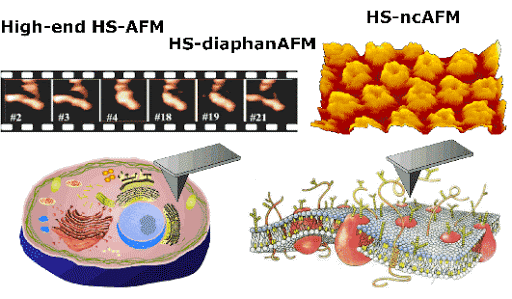 High-end HS-AFM
HS-diaphanAFM
HS-ncAFM
#2 #3 #4 #18 #19 #21